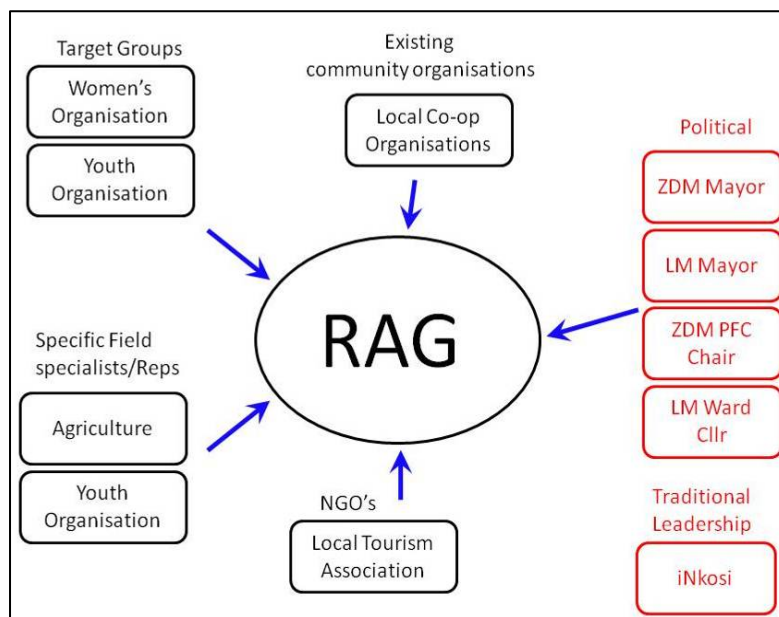 Target Groups
Women's
Organisation
Youth
Organisation
Existing
community organisations
Local Co-op
Organisations
Political
ZDM Mayor
LM Mayor
ZDM PFC
Chair
LM Ward
Cllr
RAG
Specific Field
specialists/Reps
Agriculture
Youth
Organisation
NGO's
Local Tourism
Association
Traditional
Leadership
iNkosi